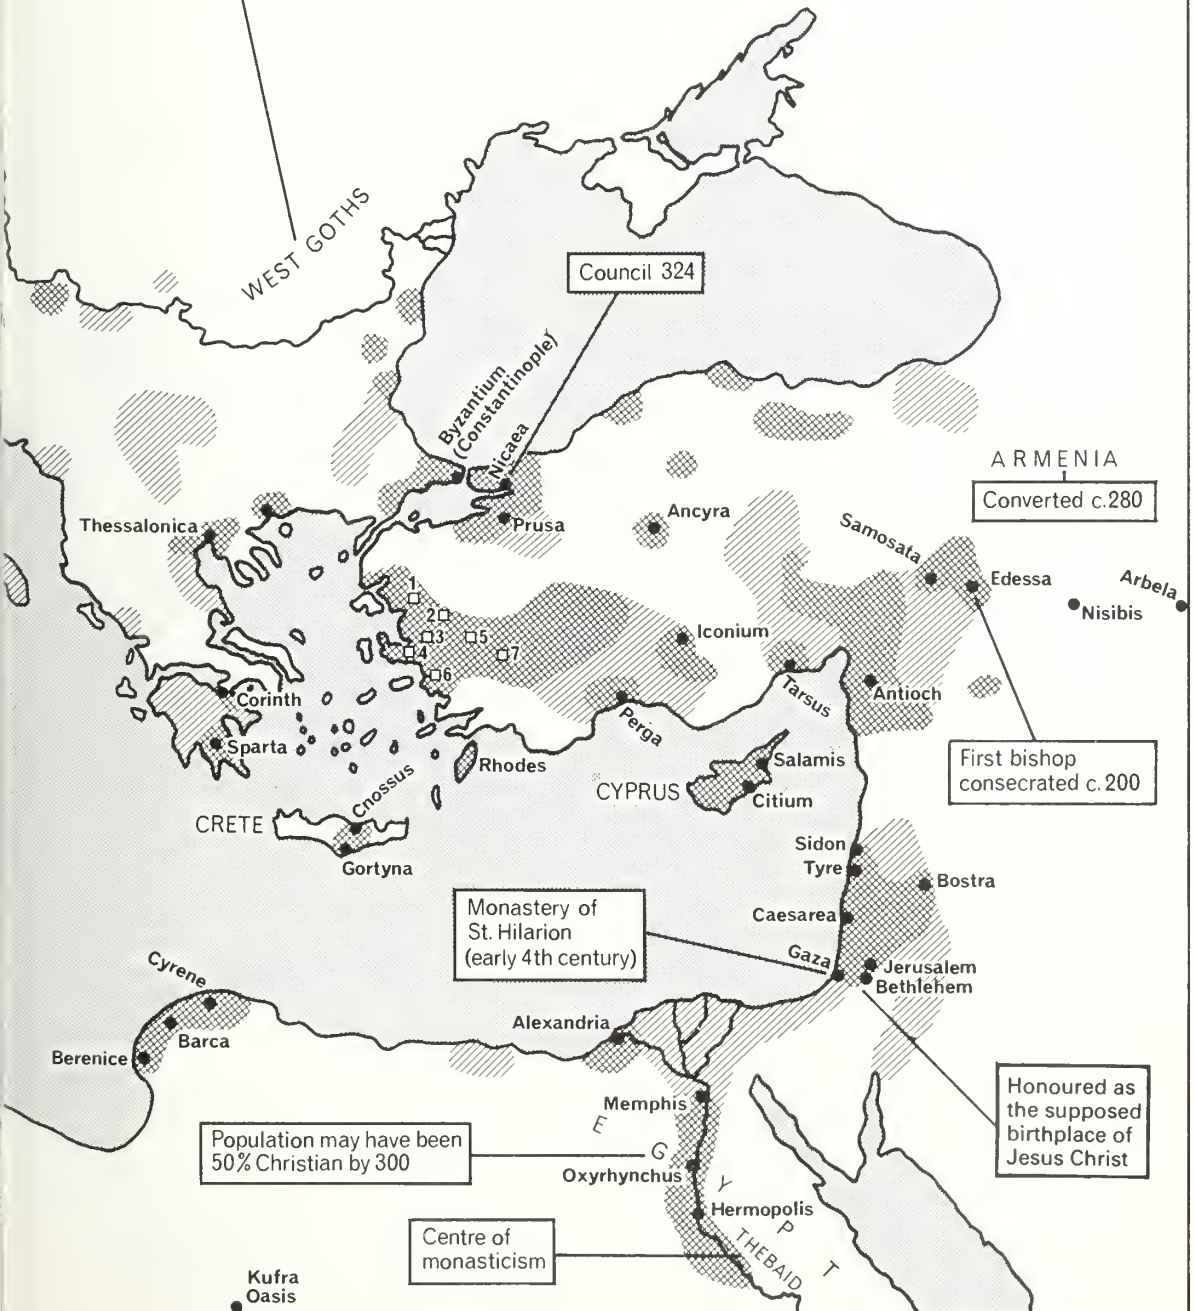 WEST GOTHS
Council 324
Byzantium
(Constantinople)
Nicaea
ARMENIA
Converted c.280
Thessalonica
Prusa
Ancyra
Samosata
Edessa
Arbela
Nisibis
1
2
3
4
5
6
7
Iconium
Corinth
Sparta
Perga
Tarsus
Antioch
Rhodes
Cnossus
CRETE
Gortyna
CYPRUS
Salamis
Citium
First bishop
consecrated c.200
Sidon
Tyre
Bostra
Monastery of
St. Hilarion
(early 4th century)
Caesarea
Gaza
Jerusalem
Bethlehem
Cyrene
Barca
Berenice
Alexandria
Honoured as
the supposed
birthplace of
Jesus Christ
Memphis
EGYPT
Population may have been
50% Christian by 300
Oxyrhynchus
Hermopolis
THEBAID
Centre of
monasticism
Kufra
Oasis